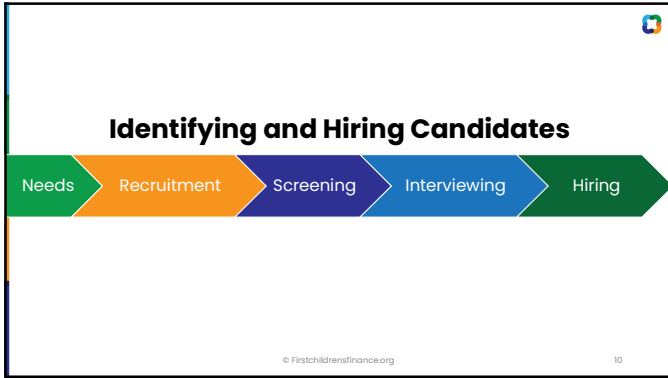 Identifying and Hiring Candidates
Needs Recruitment Screening Interviewing Hiring
© Firstchildrensfinance.org 10